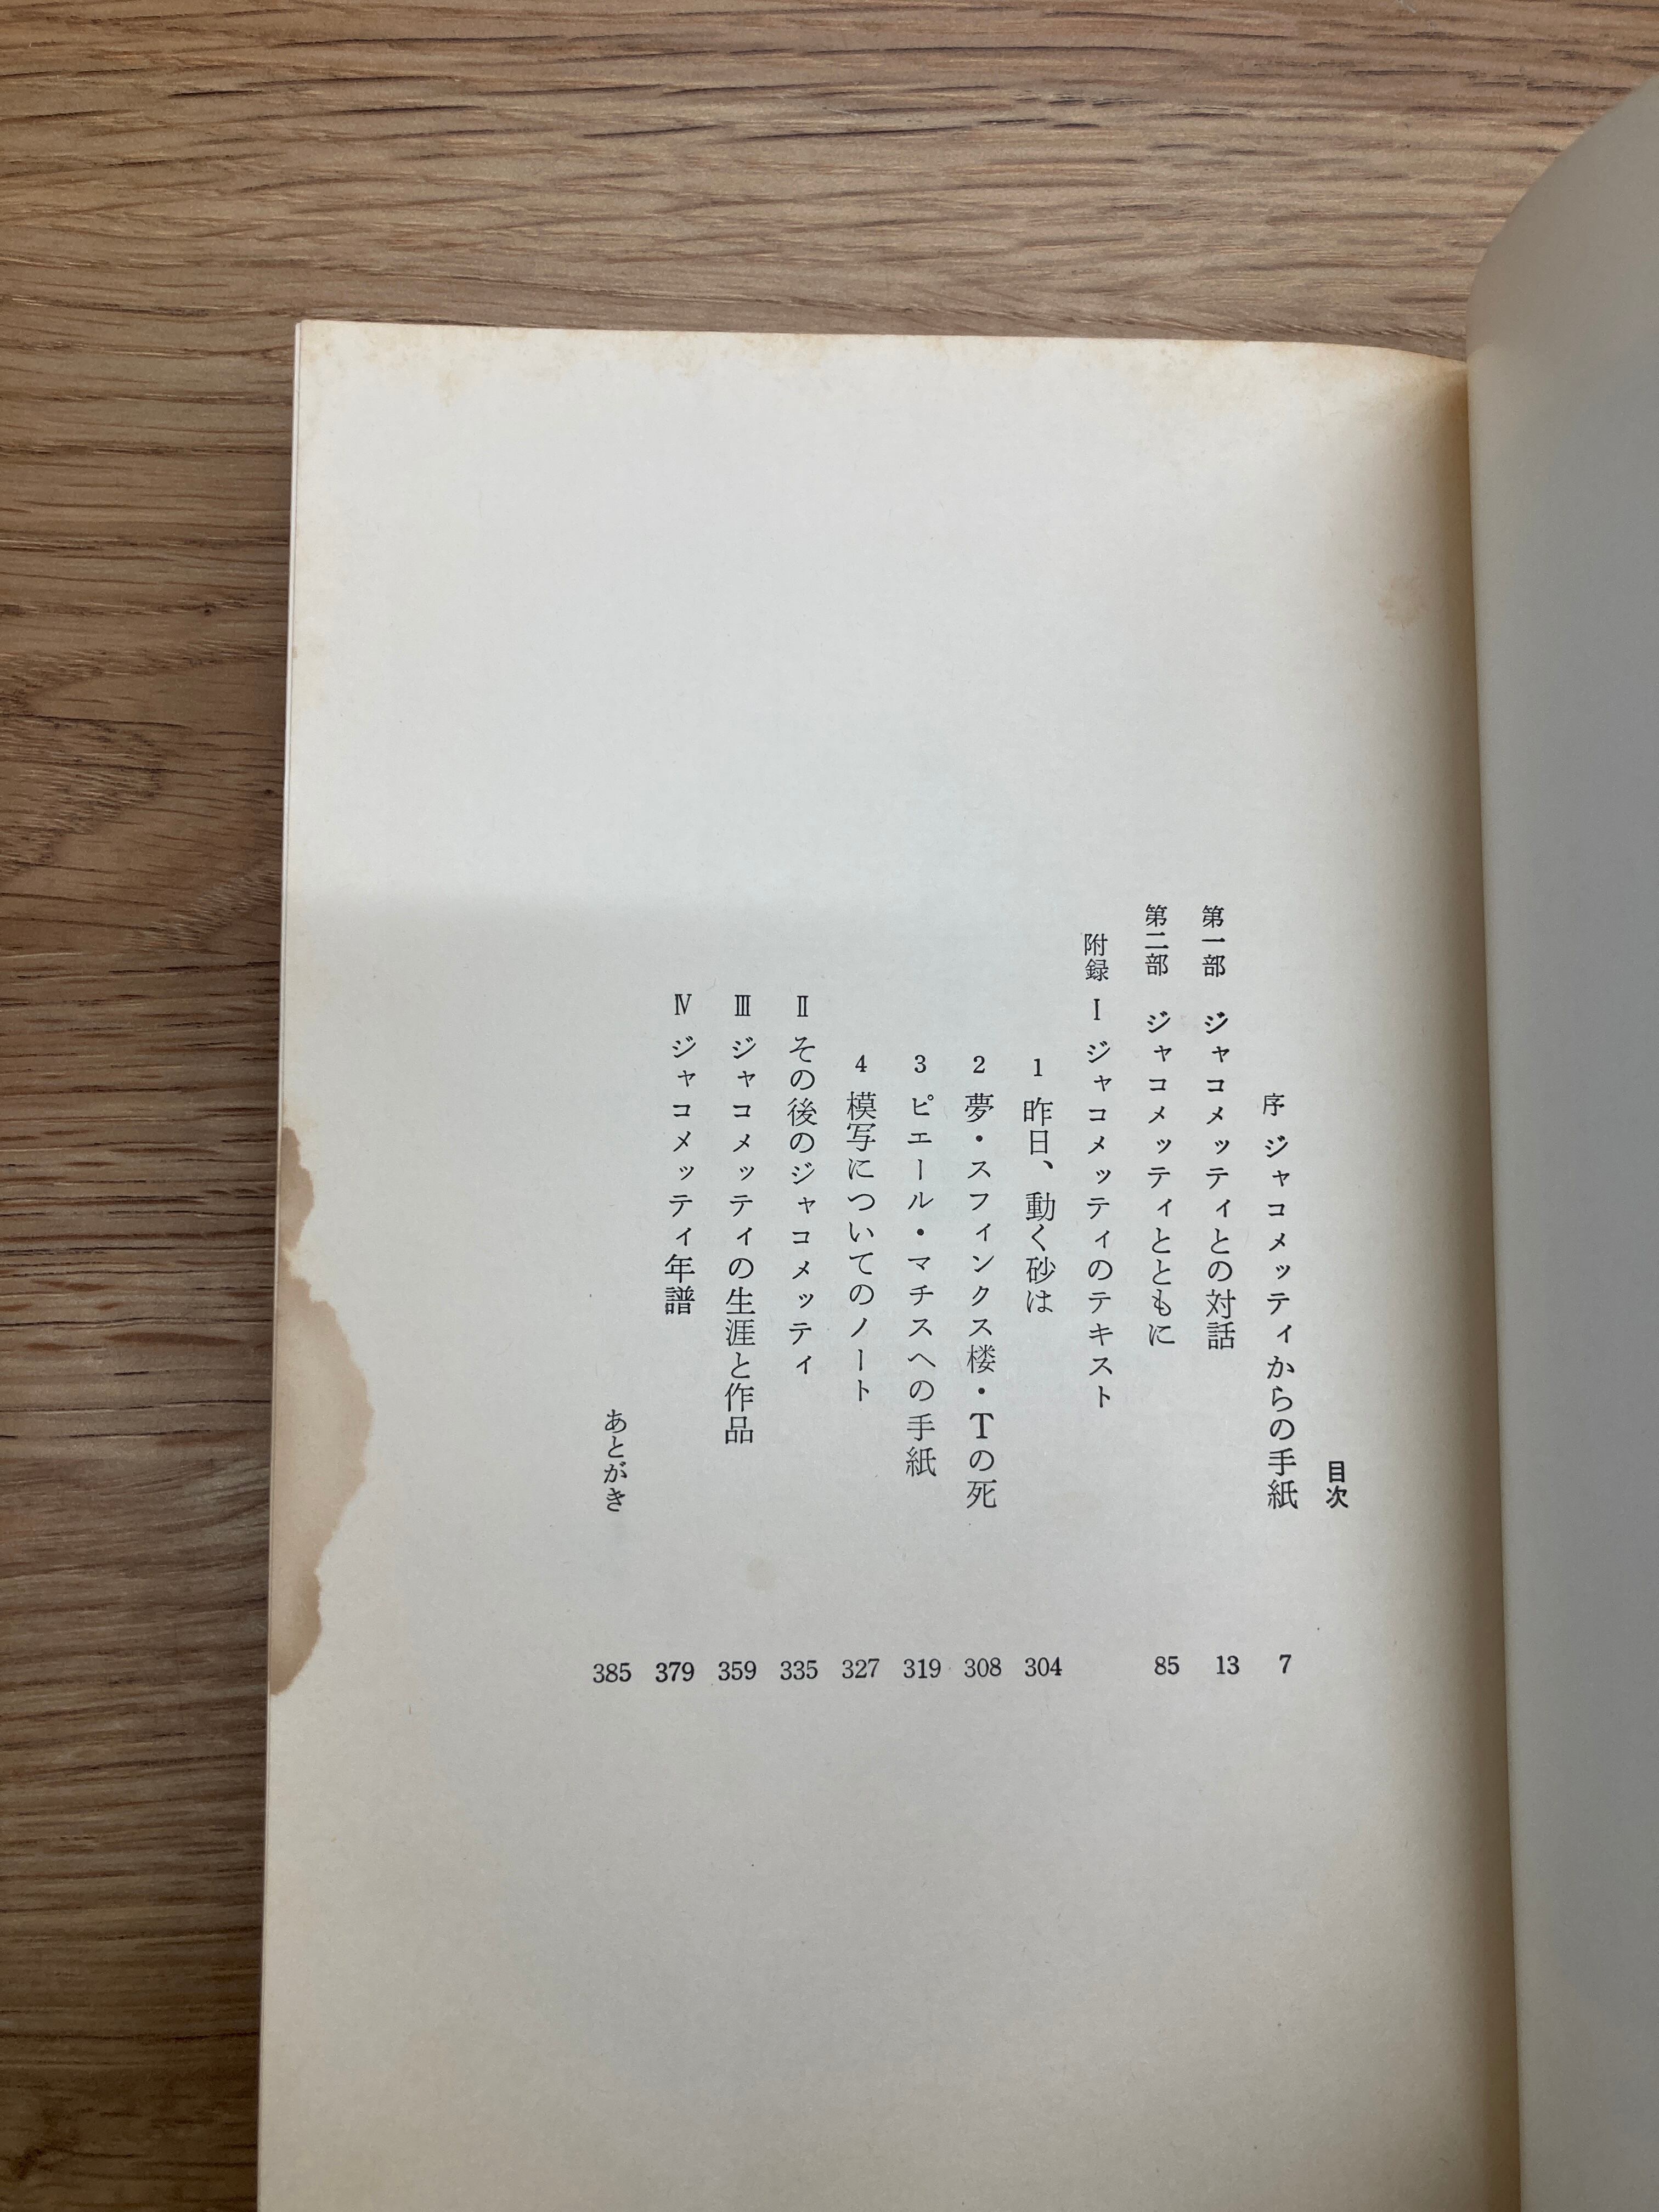 目次
序 ジャコメッティからの手紙 7
第一部 ジャコメッティとの対話 13
第二部 ジャコメッティとともに 85
附録 Ⅰ ジャコメッティのテキスト
1 昨日、動く砂は 304
2 夢・スフィンクス楼・Tの死 308
3 ピエール・マチスへの手紙 319
4 模写についてのノート 327
Ⅱ その後のジャコメッティ 335
Ⅲ ジャコメッティの生涯と作品 359
Ⅳ ジャコメッティ年譜 379
あとがき 385